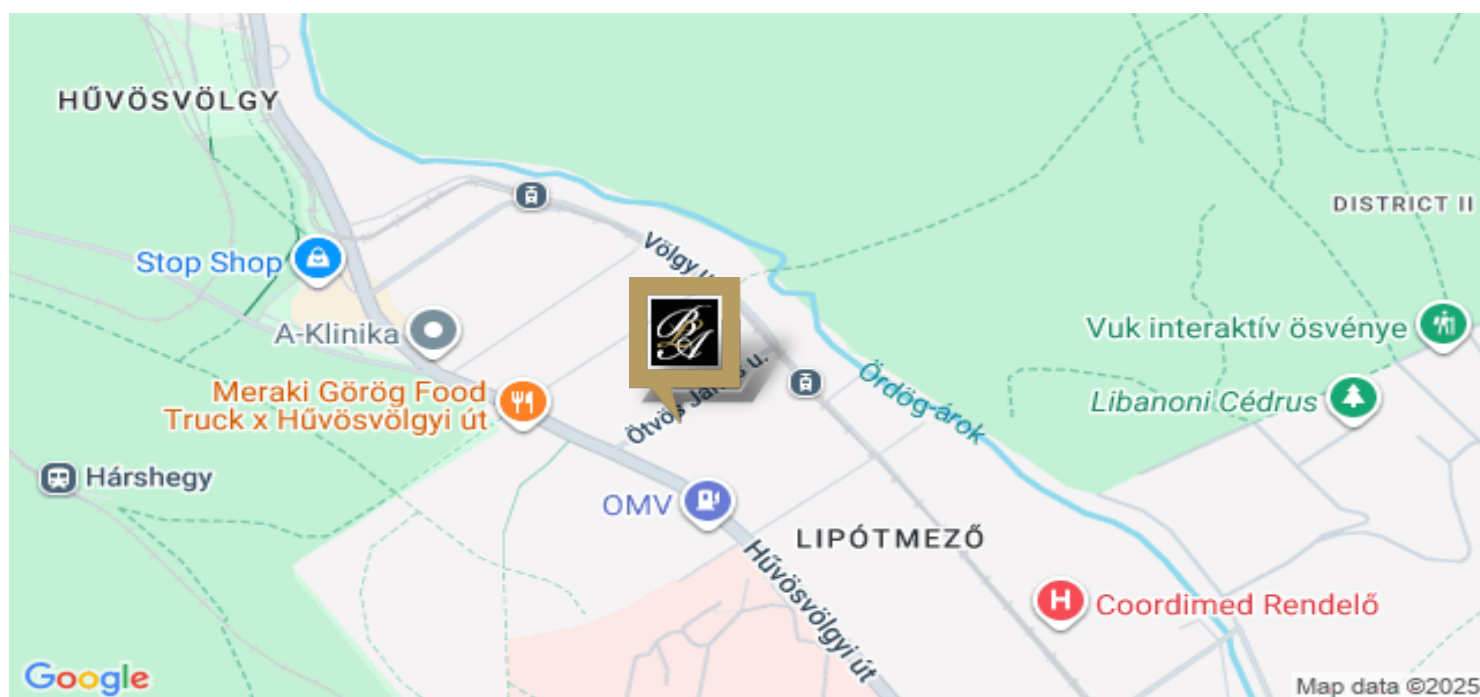 HŰVÖSVÖLGY
DISTRICT II
Stop Shop
Völgy u.
A-Klinika
Vuk interaktív ösvénye
Meraki Görög Food
Truck x Hűvösvölgyi út
Libanoni Cédrus
Ördög-árok
Ötvös János u.
Hárshegy
OMV
LIPÓTMEZŐ
Hűvösvölgyi út
H
Coordimed Rendelő
Google
Map data ©2025